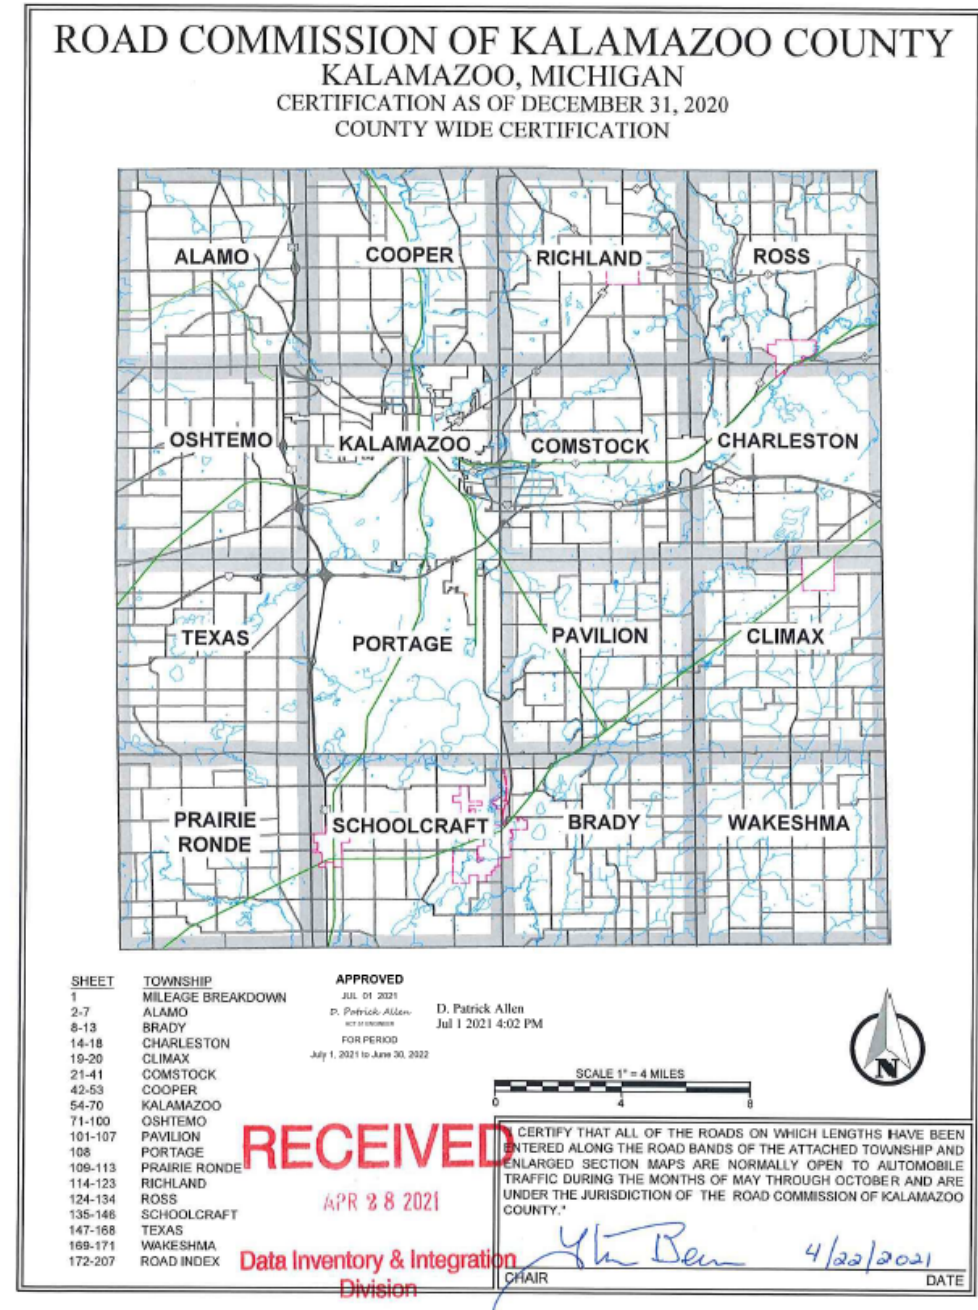 ROAD COMMISSION OF KALAMAZOO COUNTY
KALAMAZOO, MICHIGAN
CERTIFICATION AS OF DECEMBER 31, 2020
COUNTY WIDE CERTIFICATION
ALAMO
COOPER
RICHLAND
ROSS
OSHTEMO
KALAMAZOO
COMSTOCK
CHARLESTON
TEXAS
PORTAGE
PAVILION
CLIMAX
PRAIRIE
RONDE
SCHOOLCRAFT
BRADY
WAKESHMA
SHEET TOWNSHIP
1 MILEAGE BREAKDOWN
2-7 ALAMO
8-13 BRADY
14-18 CHARLESTON
19-20 CLIMAX
21-41 COMSTOCK
42-53 COOPER
54-70 KALAMAZOO
71-100 OSHTEMO
101-107 PAVILION
108 PORTAGE
109-113 PRAIRIE RONDE
114-123 RICHLAND
124-134 ROSS
135-146 SCHOOLCRAFT
147-168 TEXAS
169-171 WAKESHMA
172-207 ROAD INDEX
APPROVED
JUL 01 2021
D. Patrick Allen
ACT 51 ENGINEER
FOR PERIOD
July 1, 2021 to June 30, 2022
D. Patrick Allen
Jul 1 2021 4:02 PM
N
SCALE 1" = 4 MILES
0 4 8
RECEIVED
APR 28 2021
Data Inventory & Integration
Division
I CERTIFY THAT ALL OF THE ROADS ON WHICH LENGTHS HAVE BEEN
ENTERED ALONG THE ROAD BANDS OF THE ATTACHED TOWNSHIP AND
ENLARGED SECTION MAPS ARE NORMALLY OPEN TO AUTOMOBILE
TRAFFIC DURING THE MONTHS OF MAY THROUGH OCTOBER AND ARE
UNDER THE JURISDICTION OF THE ROAD COMMISSION OF KALAMAZOO
COUNTY."
4/22/2021
CHAIR DATE